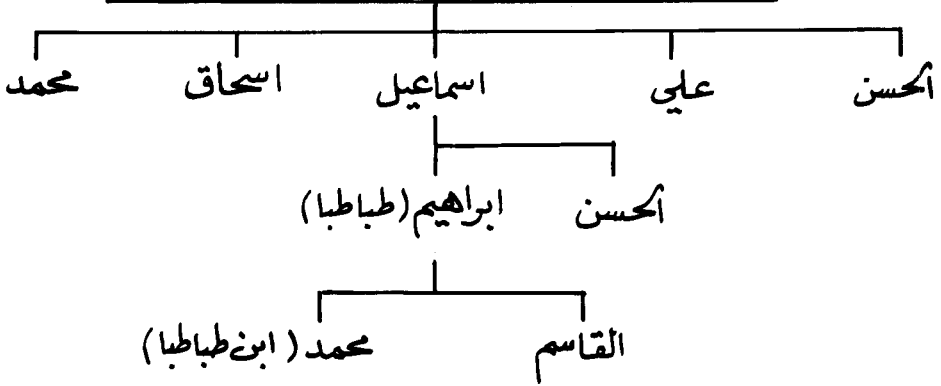 الحسن علي اسماعيل اسحاق محمد
الحسن ابراهيم (طباطبا)
القاسم محمد (ابن طباطبا)